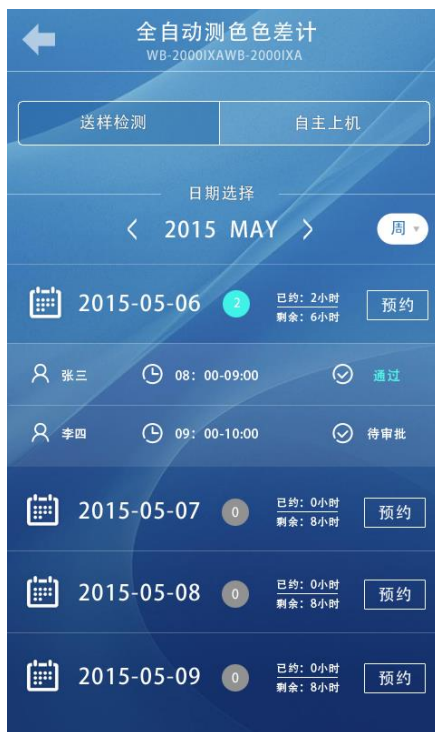 全自动测色色差计
WB-2000IXAWB-2000IXA
送样检测
自主上机
日期选择
2015 MAY
周
2015-05-06
2
已约：2小时
剩余：6小时
预约
张三
08：00-09:00
通过
李四
09：00-10:00
待审批
2015-05-07
0
已约：0小时
剩余：8小时
预约
2015-05-08
0
已约：0小时
剩余：8小时
预约
2015-05-09
0
已约：0小时
剩余：8小时
预约